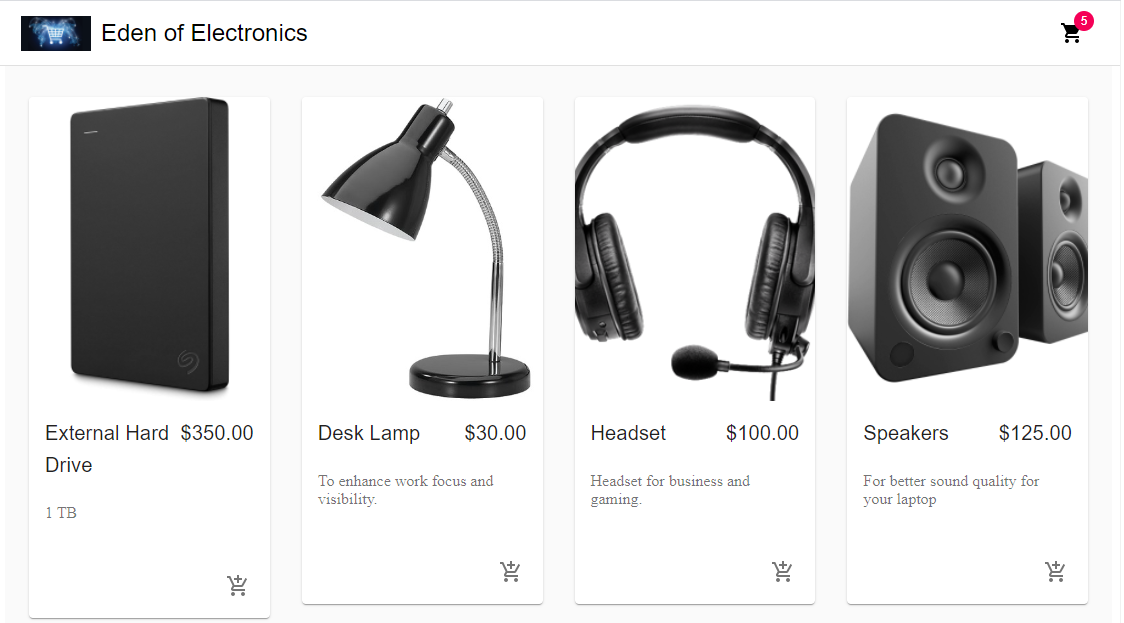 Eden of Electronics
5
External Hard $350.00
Drive
1 TB
Desk Lamp $30.00
To enhance work focus and
visibility.
Headset $100.00
Headset for business and
gaming.
Speakers $125.00
For better sound quality for
your laptop